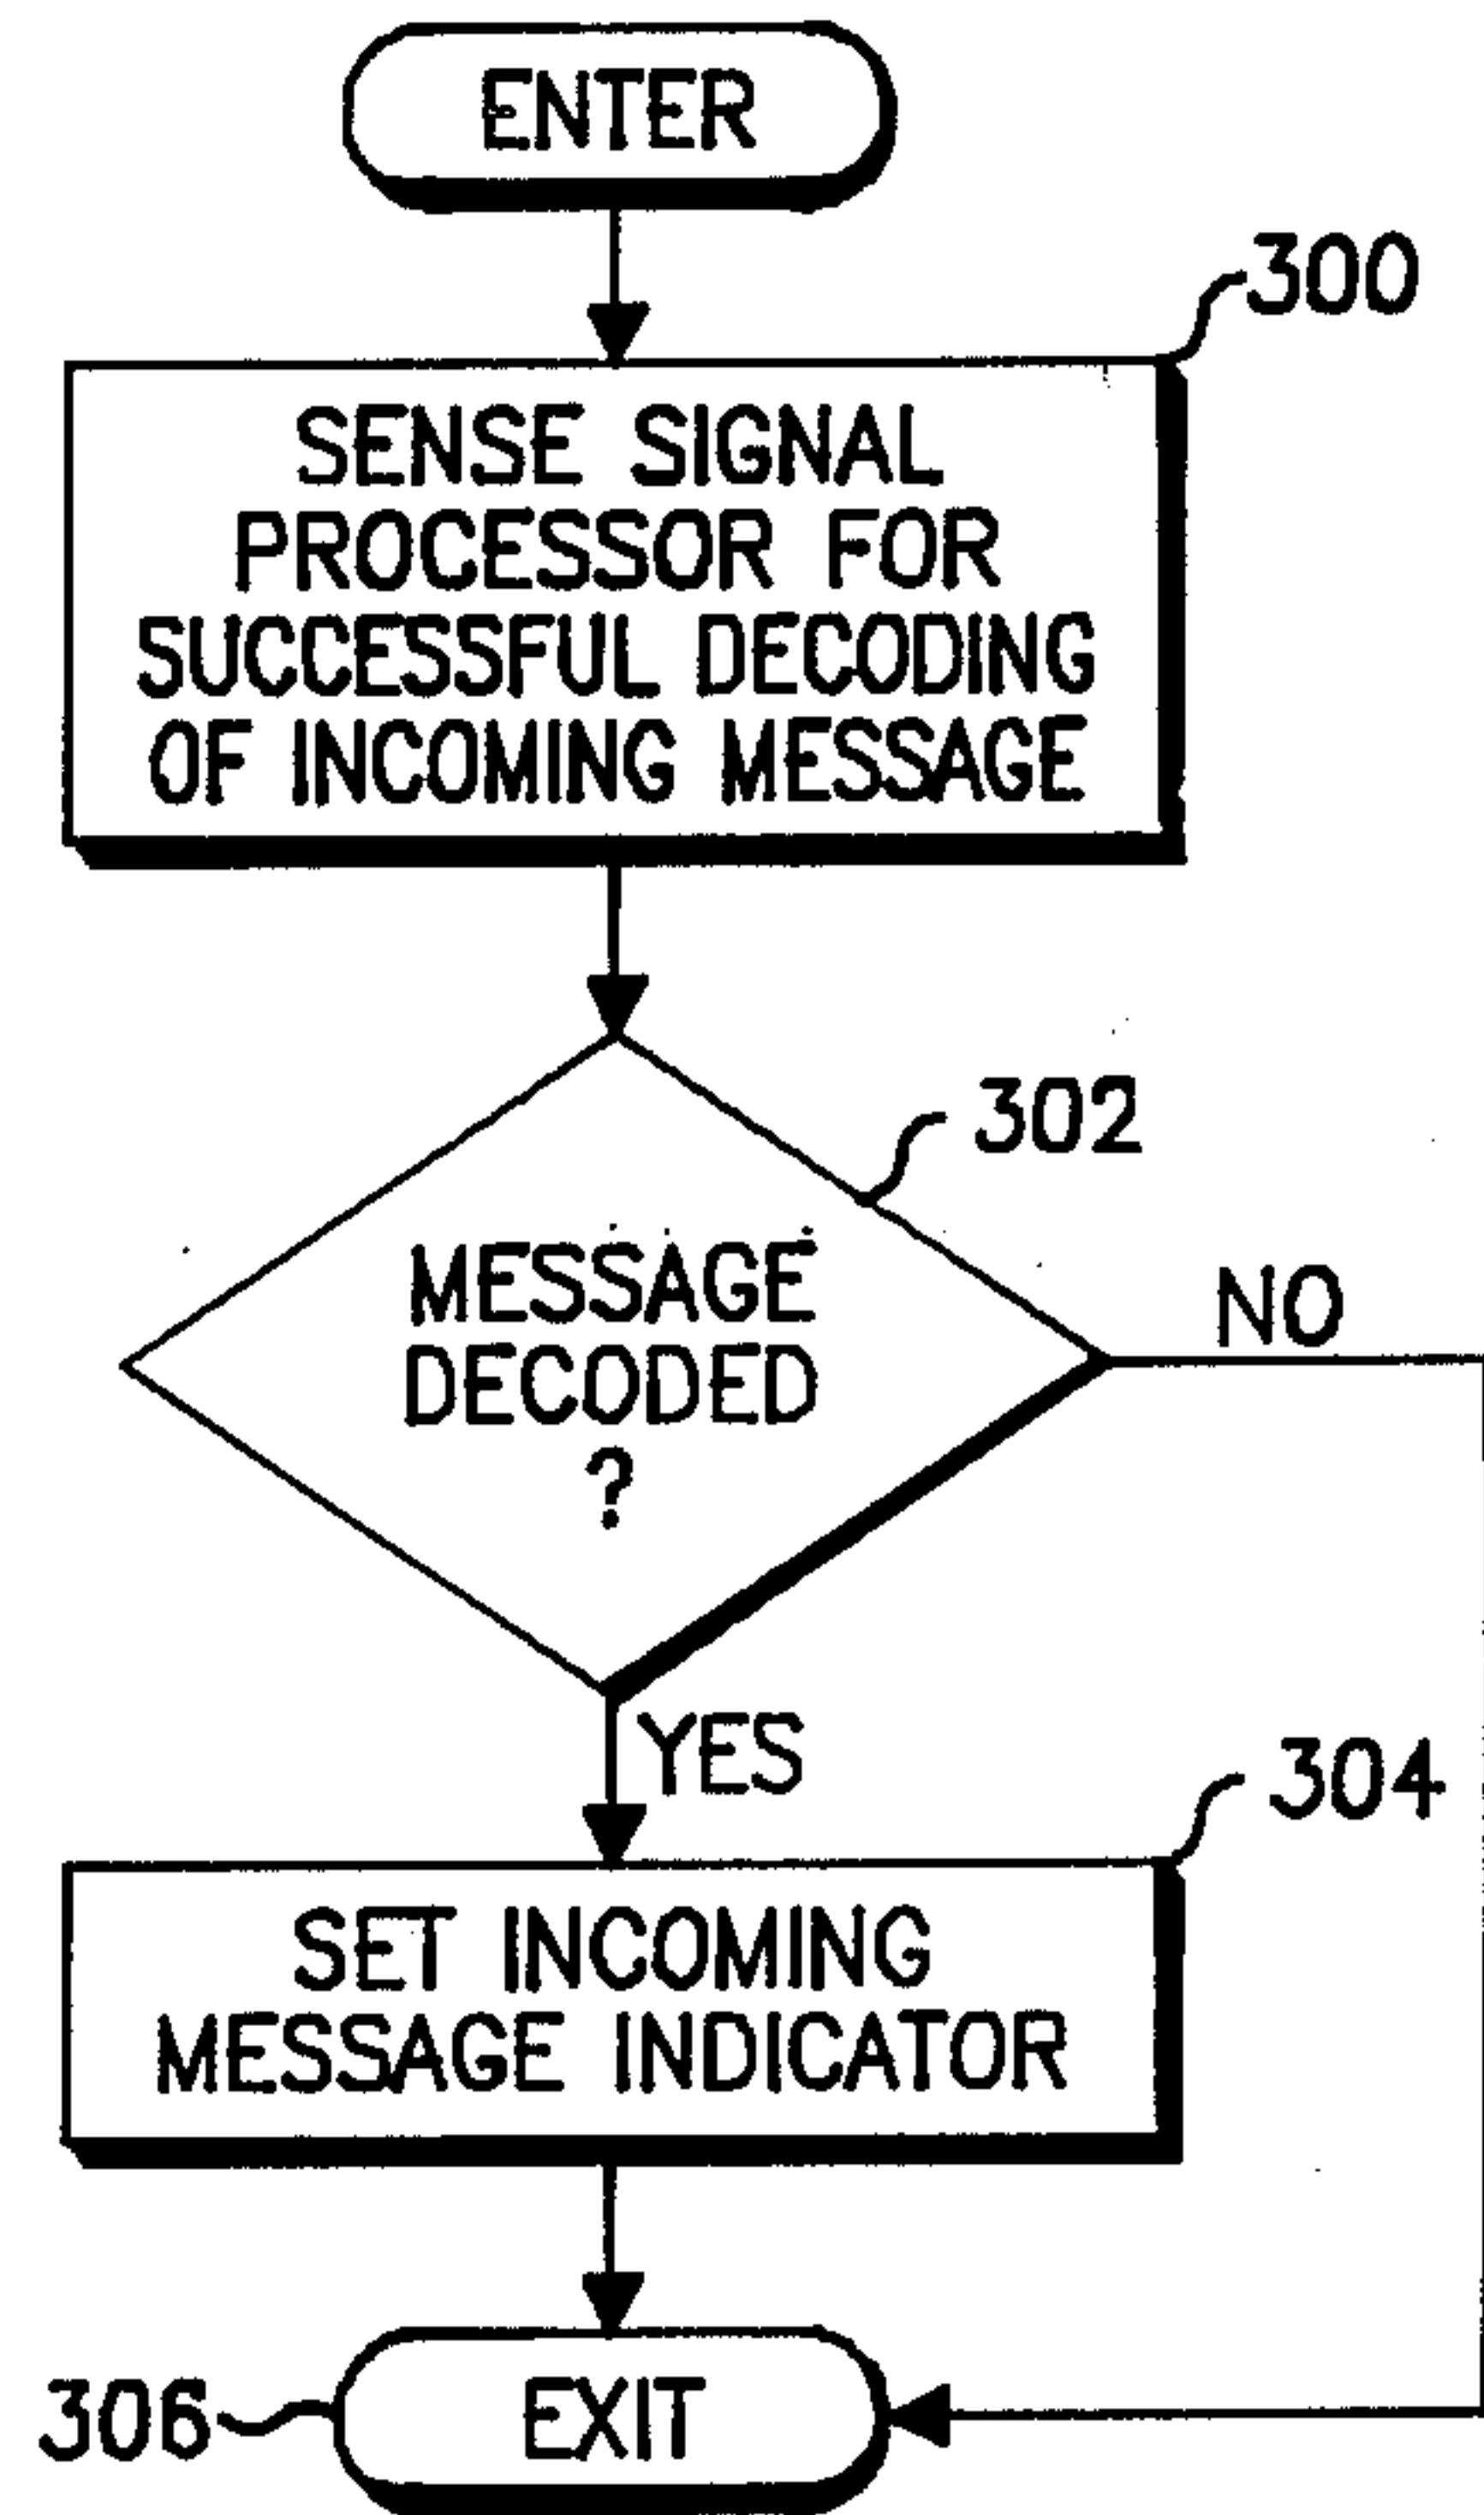 ENTER
300
SENSE SIGNAL
PROCESSOR FOR
SUCCESSFUL DECODING
OF INCOMING MESSAGE
302
MESSAGE
DECODED
?
NO
YES
304
SET INCOMING
MESSAGE INDICATOR
306
EXIT